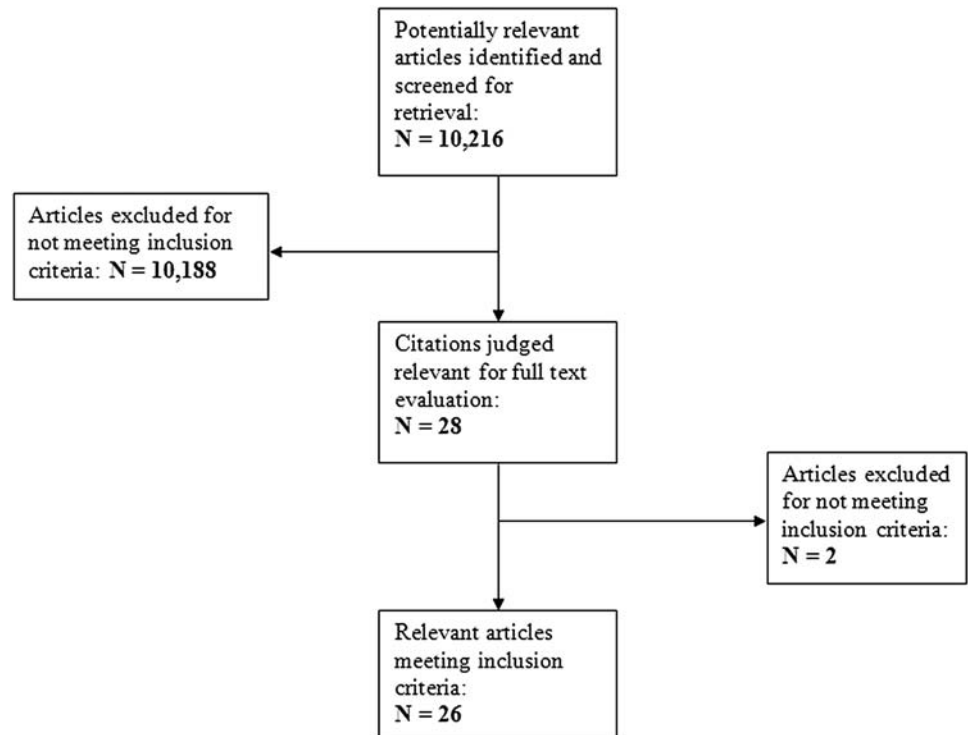 Potentially relevant
articles identified and
screened for
retrieval:
N = 10,216
Articles excluded for
not meeting inclusion
criteria: N = 10,188
Citations judged
relevant for full text
evaluation:
N = 28
Articles excluded
for not meeting
inclusion criteria:
N = 2
Relevant articles
meeting inclusion
criteria:
N = 26